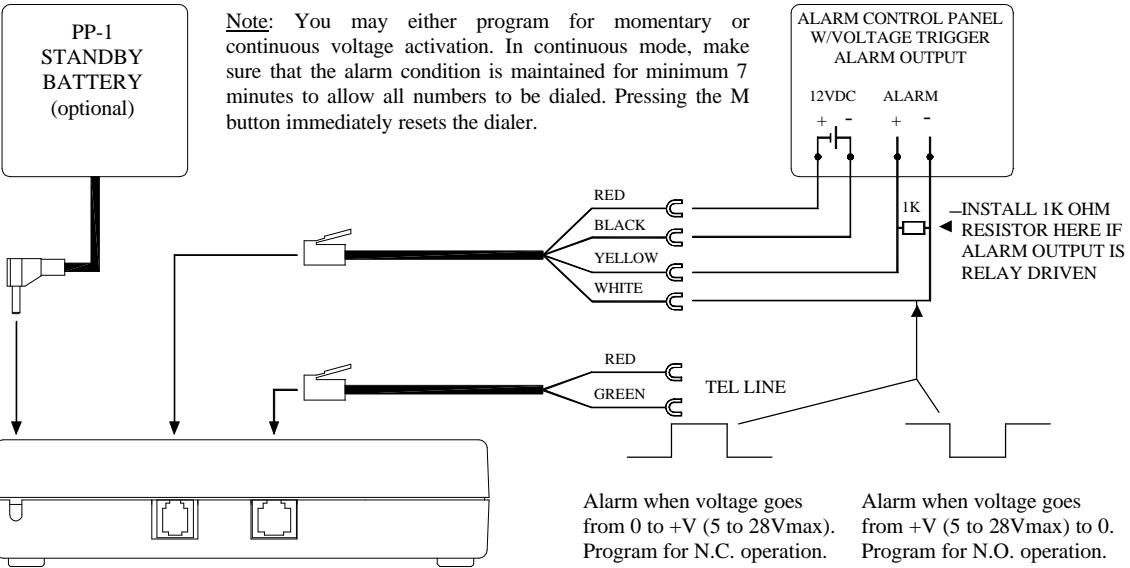 PP-1
STANDBY
BATTERY
(optional)
Note: You may either program for momentary or
continuous voltage activation. In continuous mode, make
sure that the alarm condition is maintained for minimum 7
minutes to allow all numbers to be dialed. Pressing the M
button immediately resets the dialer.
ALARM CONTROL PANEL
W/VOLTAGE TRIGGER
ALARM OUTPUT
12VDC ALARM
+ - + -
RED
BLACK
YELLOW
WHITE
1K
INSTALL 1K OHM
RESISTOR HERE IF
ALARM OUTPUT IS
RELAY DRIVEN
RED
GREEN
TEL LINE
Alarm when voltage goes
from 0 to +V (5 to 28Vmax).
Program for N.C. operation.
Alarm when voltage goes
from +V (5 to 28Vmax) to 0.
Program for N.O. operation.